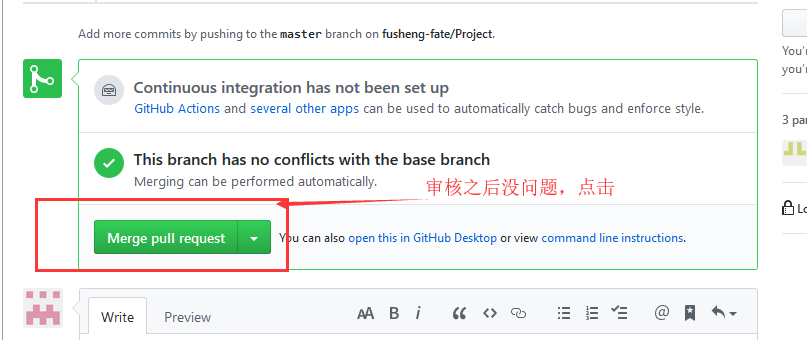 Add more commits by pushing to the master branch on fusheng-fate/Project.
Continuous integration has not been set up
GitHub Actions and several other apps can be used to automatically catch bugs and enforce style.
This branch has no conflicts with the base branch
Merging can be performed automatically.
审核之后没问题，点击
Merge pull request
You can also open this in GitHub Desktop or view command line instructions.
Write
Preview
AA B i
You'
you'
3 par
Lo